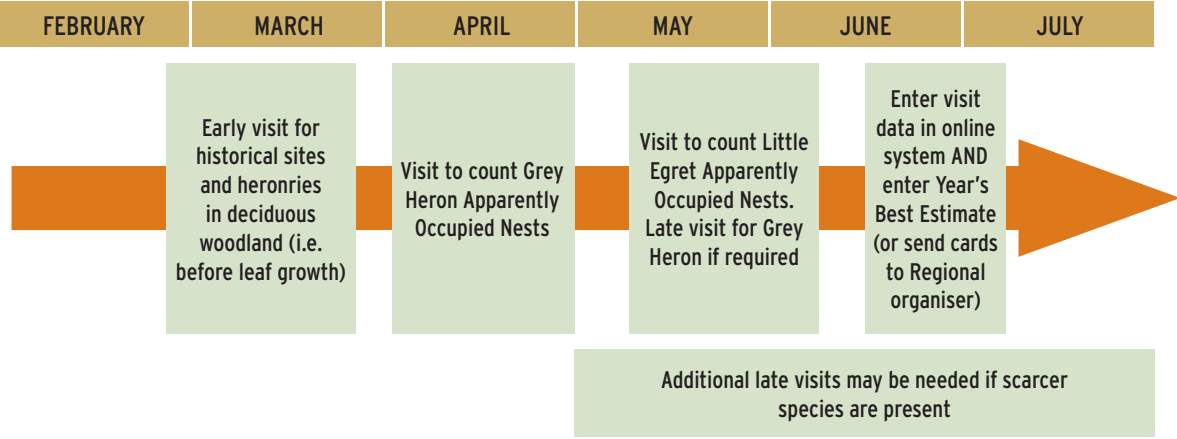 FEBRUARY MARCH APRIL MAY JUNE JULY
Early visit for
historical sites
and heronries
in deciduous
woodland (i.e.
before leaf growth)
Visit to count Grey
Heron Apparently
Occupied Nests
Visit to count Little
Egret Apparently
Occupied Nests.
Late visit for Grey
Heron if required
Enter visit
data in online
system AND
enter Year's
Best Estimate
(or send cards
to Regional
organiser)
Additional late visits may be needed if scarcer
species are present